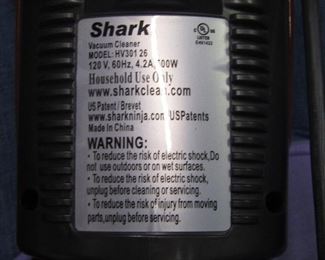 Shark
Vacuum Cleaner
MODEL: HV301 26
120 V, 60Hz, 4.2A, 500W
Household Use Only
www.sharkclean.com
US Patent / Brevet
www.sharkninja.com/USPatents
Made In China
C UL US
LISTED
WARNING:
• To reduce the risk of electric shock,Do
not use outdoors or on wet surfaces.
• To reduce the risk of electric shock,
unplug before cleaning or servicing.
• To reduce the risk of injury from moving
parts,unplug before servicing.